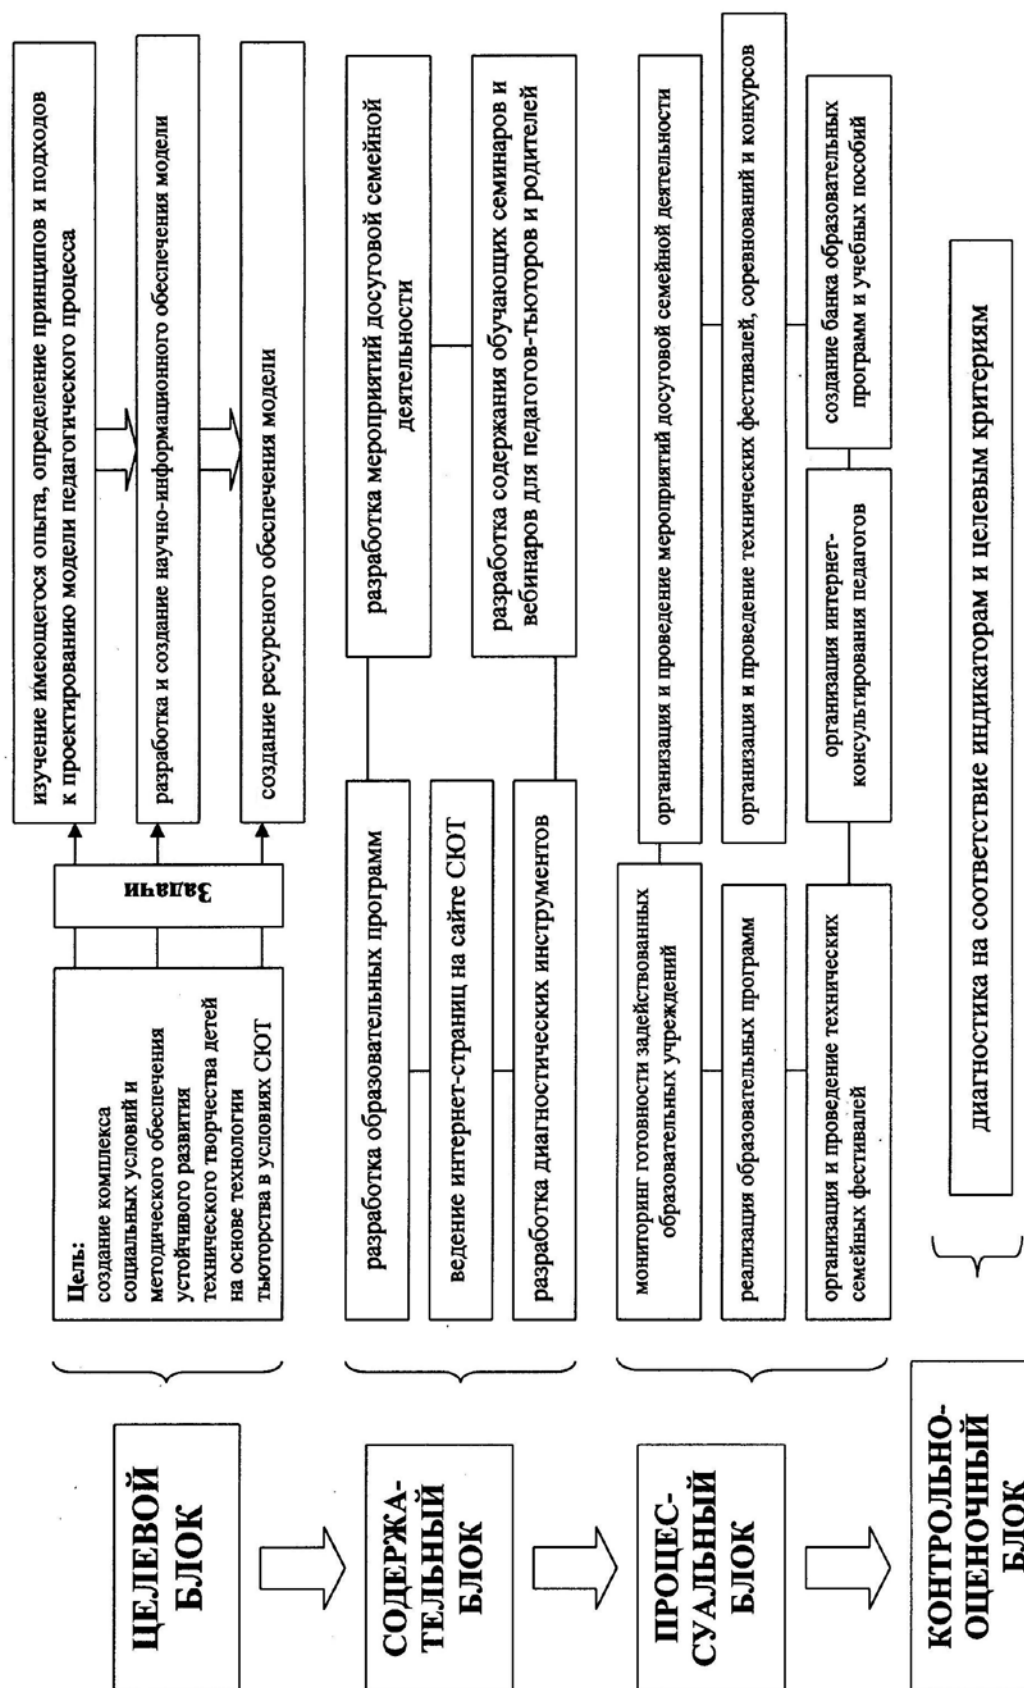 ЦЕЛЕВОЙ
БЛОК
Цель:
создание комплекса
социальных условий и
методического обеспечения
устойчивого развития
технического творчества детей
на основе технологии
тьюторства в условиях СЮТ
Задачи
изучение имеющегося опыта, определение принципов и подходов
к проектированию модели педагогического процесса
разработка и создание научно-информационного обеспечения модели
создание ресурсного обеспечения модели
СОДЕРЖА-
ТЕЛЬНЫЙ
БЛОК
разработка образовательных программ
ведение интернет-страниц на сайте СЮТ
разработка диагностических инструментов
разработка мероприятий досуговой семейной
деятельности
разработка содержания обучающих семинаров и
вебинаров для педагогов-тьюторов и родителей
ПРОЦЕС-
СУАЛЬНЫЙ
БЛОК
мониторинг готовности задействованных
образовательных учреждений
организация и проведение мероприятий досуговой семейной деятельности
реализация образовательных программ
организация и проведение технических фестивалей, соревнований и конкурсов
организация и проведение технических
семейных фестивалей
организация интернет-
консультирования педагогов
создание банка образовательных
программ и учебных пособий
КОНТРОЛЬНО-
ОЦЕНОЧНЫЙ
БЛОК
диагностика на соответствие индикаторам и целевым критериям